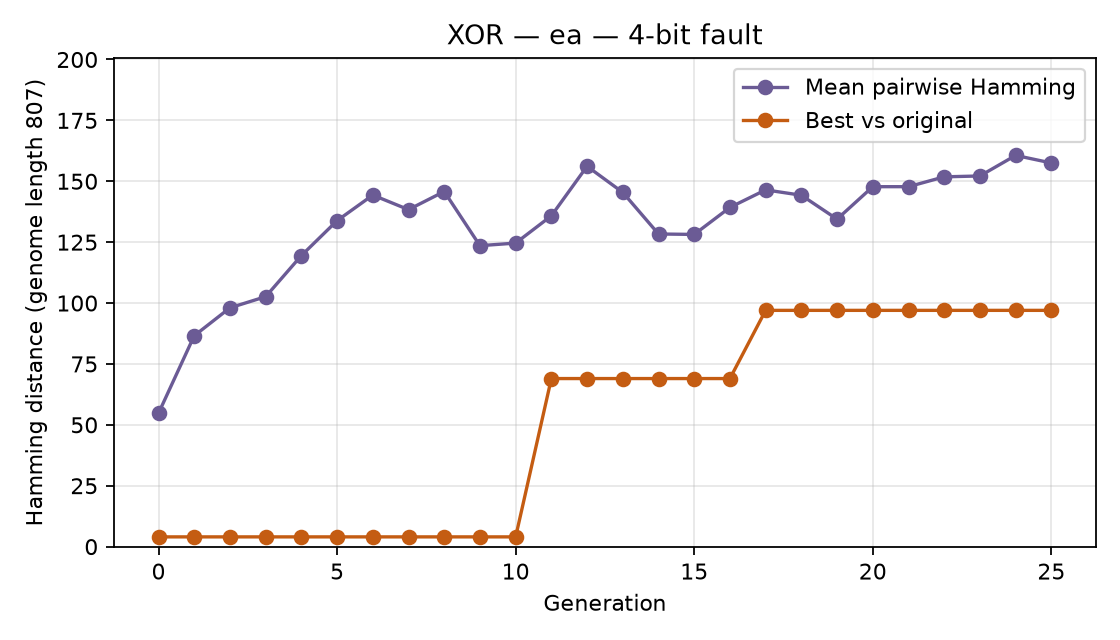 XOR — ea — 4-bit fault
Hamming distance (genome length 807)
200
175
150
125
100
75
50
25
0
Mean pairwise Hamming
Best vs original
0 5 10 15 20 25
Generation